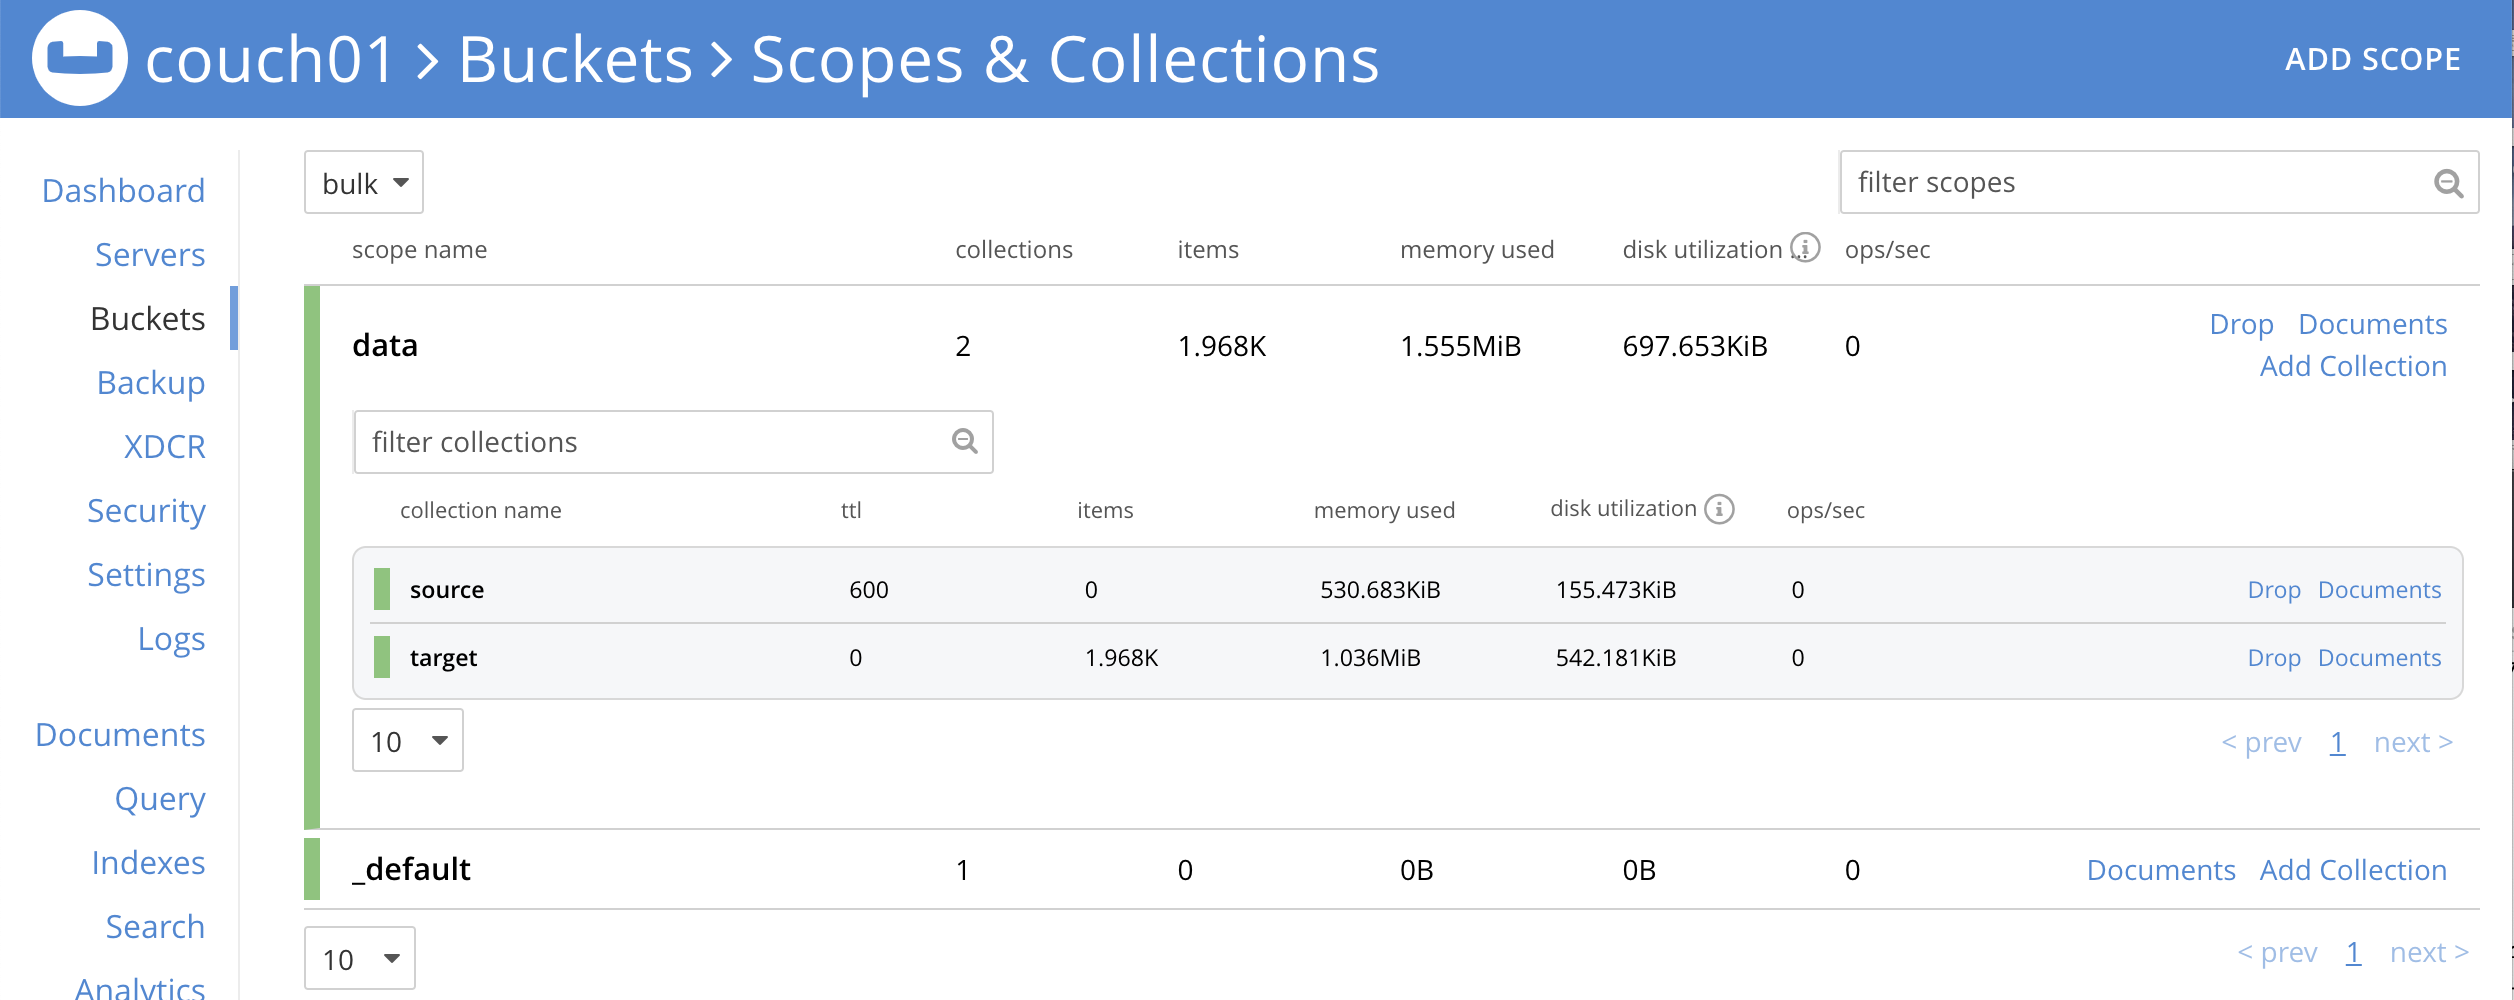 couch01 > Buckets > Scopes & Collections
ADD SCOPE
Dashboard
Servers
Buckets
Backup
XDCR
Security
Settings
Logs
Documents
Query
Indexes
Search
Analytics
bulk
filter scopes
scope name collections items memory used disk utilization ... ops/sec
data 2 1.968K 1.555MiB 697.653KiB 0 Drop Documents
Add Collection
filter collections
collection name ttl items memory used disk utilization ops/sec
source 600 0 530.683KiB 155.473KiB 0 Drop Documents
target 0 1.968K 1.036MiB 542.181KiB 0 Drop Documents
10 < prev 1 next >
_default 1 0 0B 0B 0 Documents Add Collection
10 < prev 1 next >